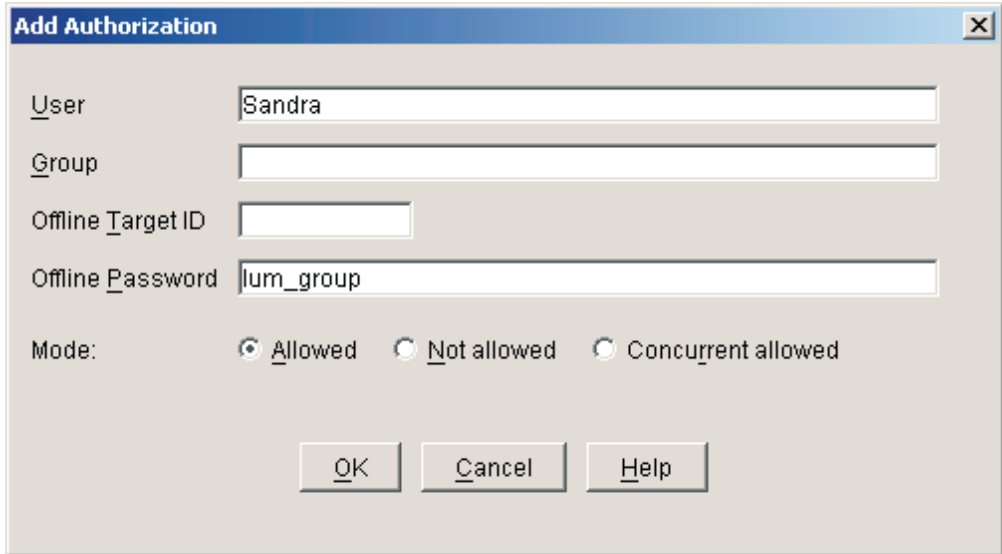 Add Authorization
User Sandra
Group
Offline Target ID
Offline Password lum_group
Mode: Allowed Not allowed Concurrent allowed
OK Cancel Help